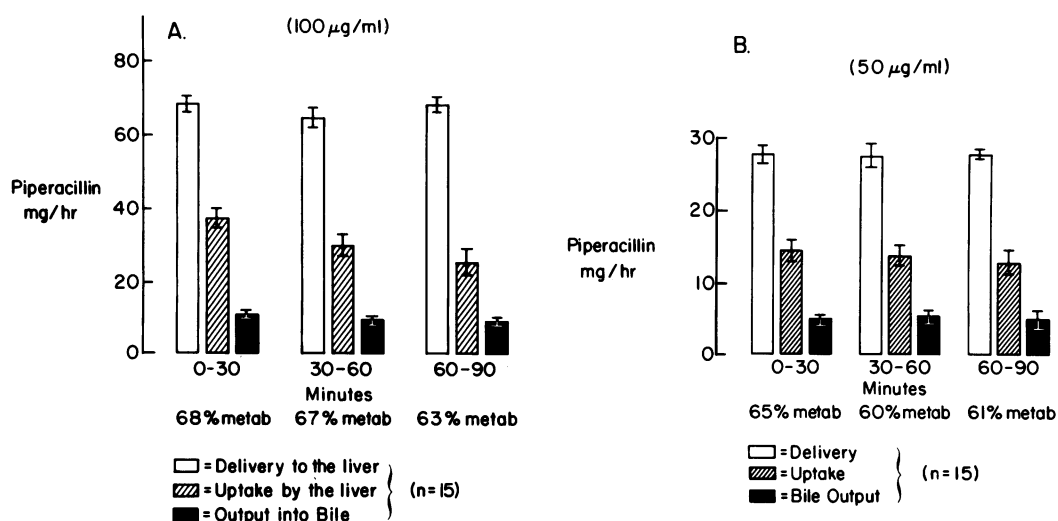 A.
(100 μg/ml)
80
60
40
20
0
Piperacillin
mg/hr
0-30
30-60
60-90
Minutes
68% metab
67% metab
63% metab
= Delivery to the liver
= Uptake by the liver
= Output into Bile
(n=15)
B.
(50 μg/ml)
30
20
10
0
Piperacillin
mg/hr
0-30
30-60
60-90
Minutes
65% metab
60% metab
61% metab
= Delivery
= Uptake
= Bile Output
(n=15)